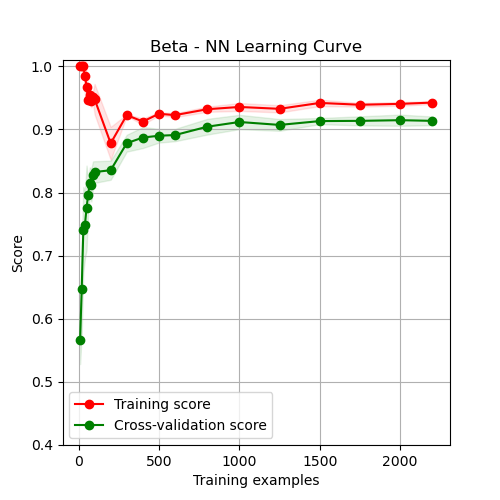 Beta - NN Learning Curve
1.0
0.9
0.8
0.7
0.6
0.5
0.4
Score
Training score
Cross-validation score
0 500 1000 1500 2000
Training examples